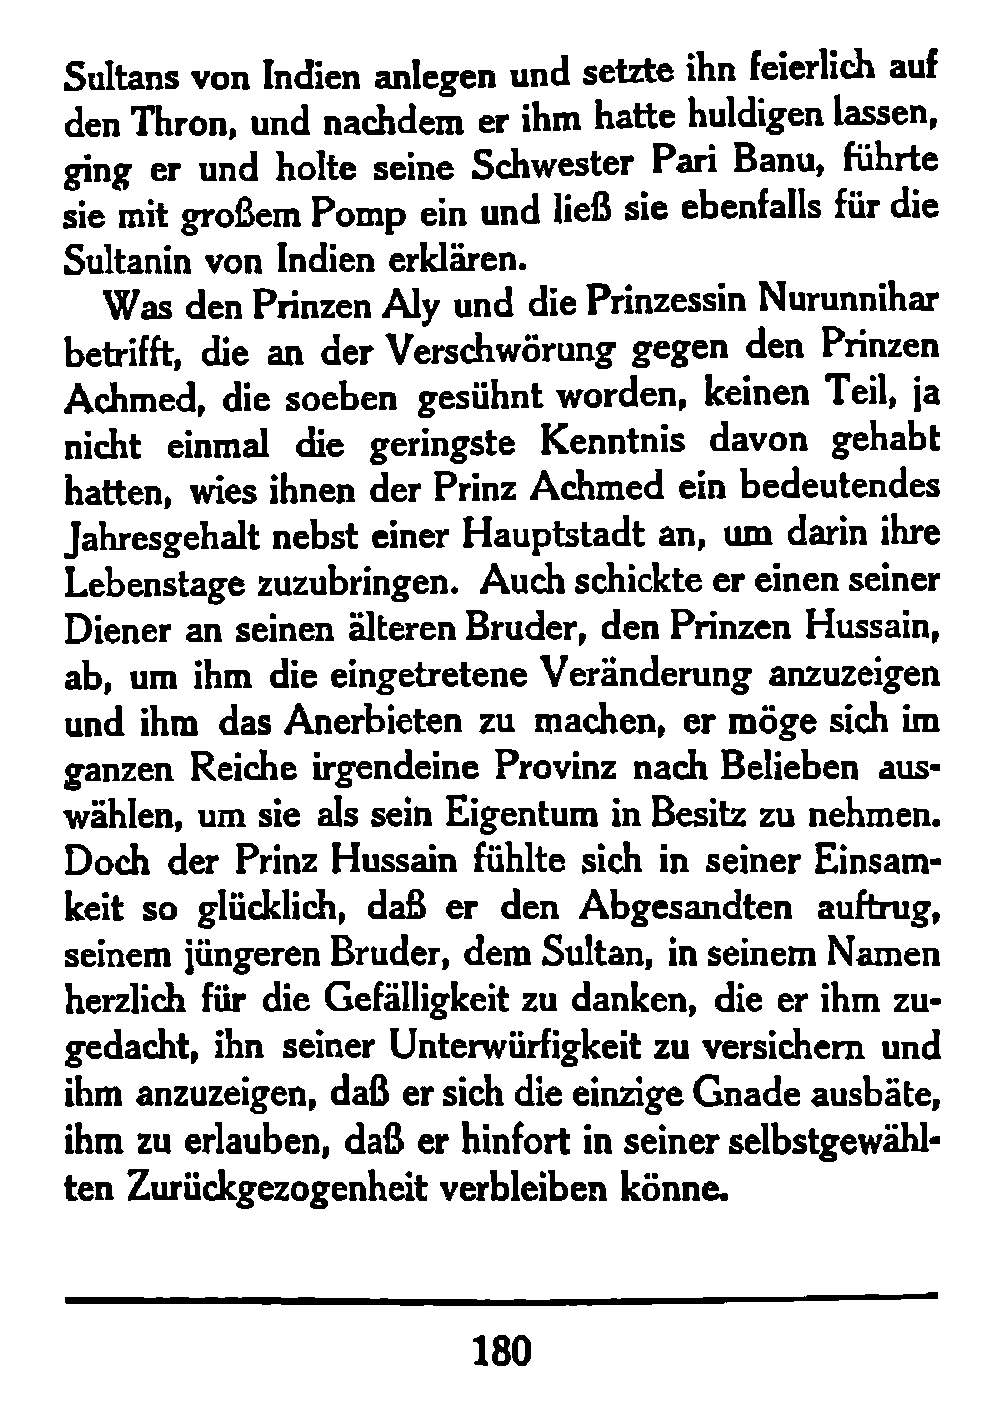 Sultans von Indien anlegen und setzte ihn feierlich auf
den Thron, und nachdem er ihm hatte huldigen lassen,
ging er und holte seine Schwester Pari Banu, führte
sie mit großem Pomp ein und ließ sie ebenfalls für die
Sultanin von Indien erklären.
Was den Prinzen Aly und die Prinzessin Nurunnihar
betrifft, die an der Verschwörung gegen den Prinzen
Achmed, die soeben gesühnt worden, keinen Teil, ja
nicht einmal die geringste Kenntnis davon gehabt
hatten, wies ihnen der Prinz Achmed ein bedeutendes
Jahresgehalt nebst einer Hauptstadt an, um darin ihre
Lebenstage zuzubringen. Auch schickte er einen seiner
Diener an seinen älteren Bruder, den Prinzen Hussain,
ab, um ihm die eingetretene Veränderung anzuzeigen
und ihm das Anerbieten zu machen, er möge sich im
ganzen Reiche irgendeine Provinz nach Belieben aus-
wählen, um sie als sein Eigentum in Besitz zu nehmen.
Doch der Prinz Hussain fühlte sich in seiner Einsam-
keit so glücklich, daß er den Abgesandten auftrug,
seinem jüngeren Bruder, dem Sultan, in seinem Namen
herzlich für die Gefälligkeit zu danken, die er ihm zu-
gedacht, ihn seiner Unterwürfigkeit zu versichern und
ihm anzuzeigen, daß er sich die einzige Gnade ausbäte,
ihm zu erlauben, daß er hinfort in seiner selbstgewähl-
ten Zurückgezogenheit verbleiben könne.
180